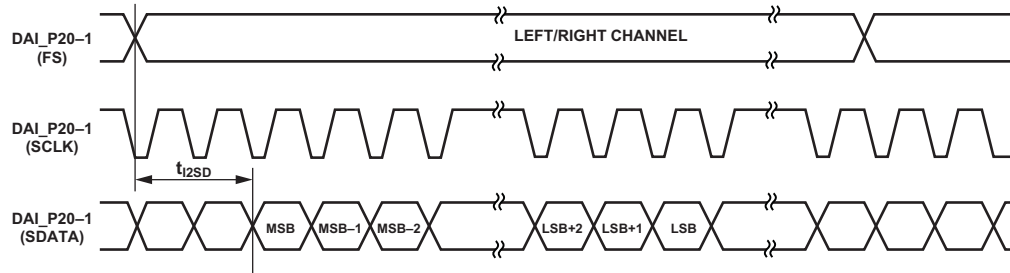 DAI_P20–1
(FS)
LEFT/RIGHT CHANNEL
DAI_P20–1
(SCLK)
tI2SD
DAI_P20–1
(SDATA)
MSB
MSB–1
MSB–2
LSB+2
LSB+1
LSB